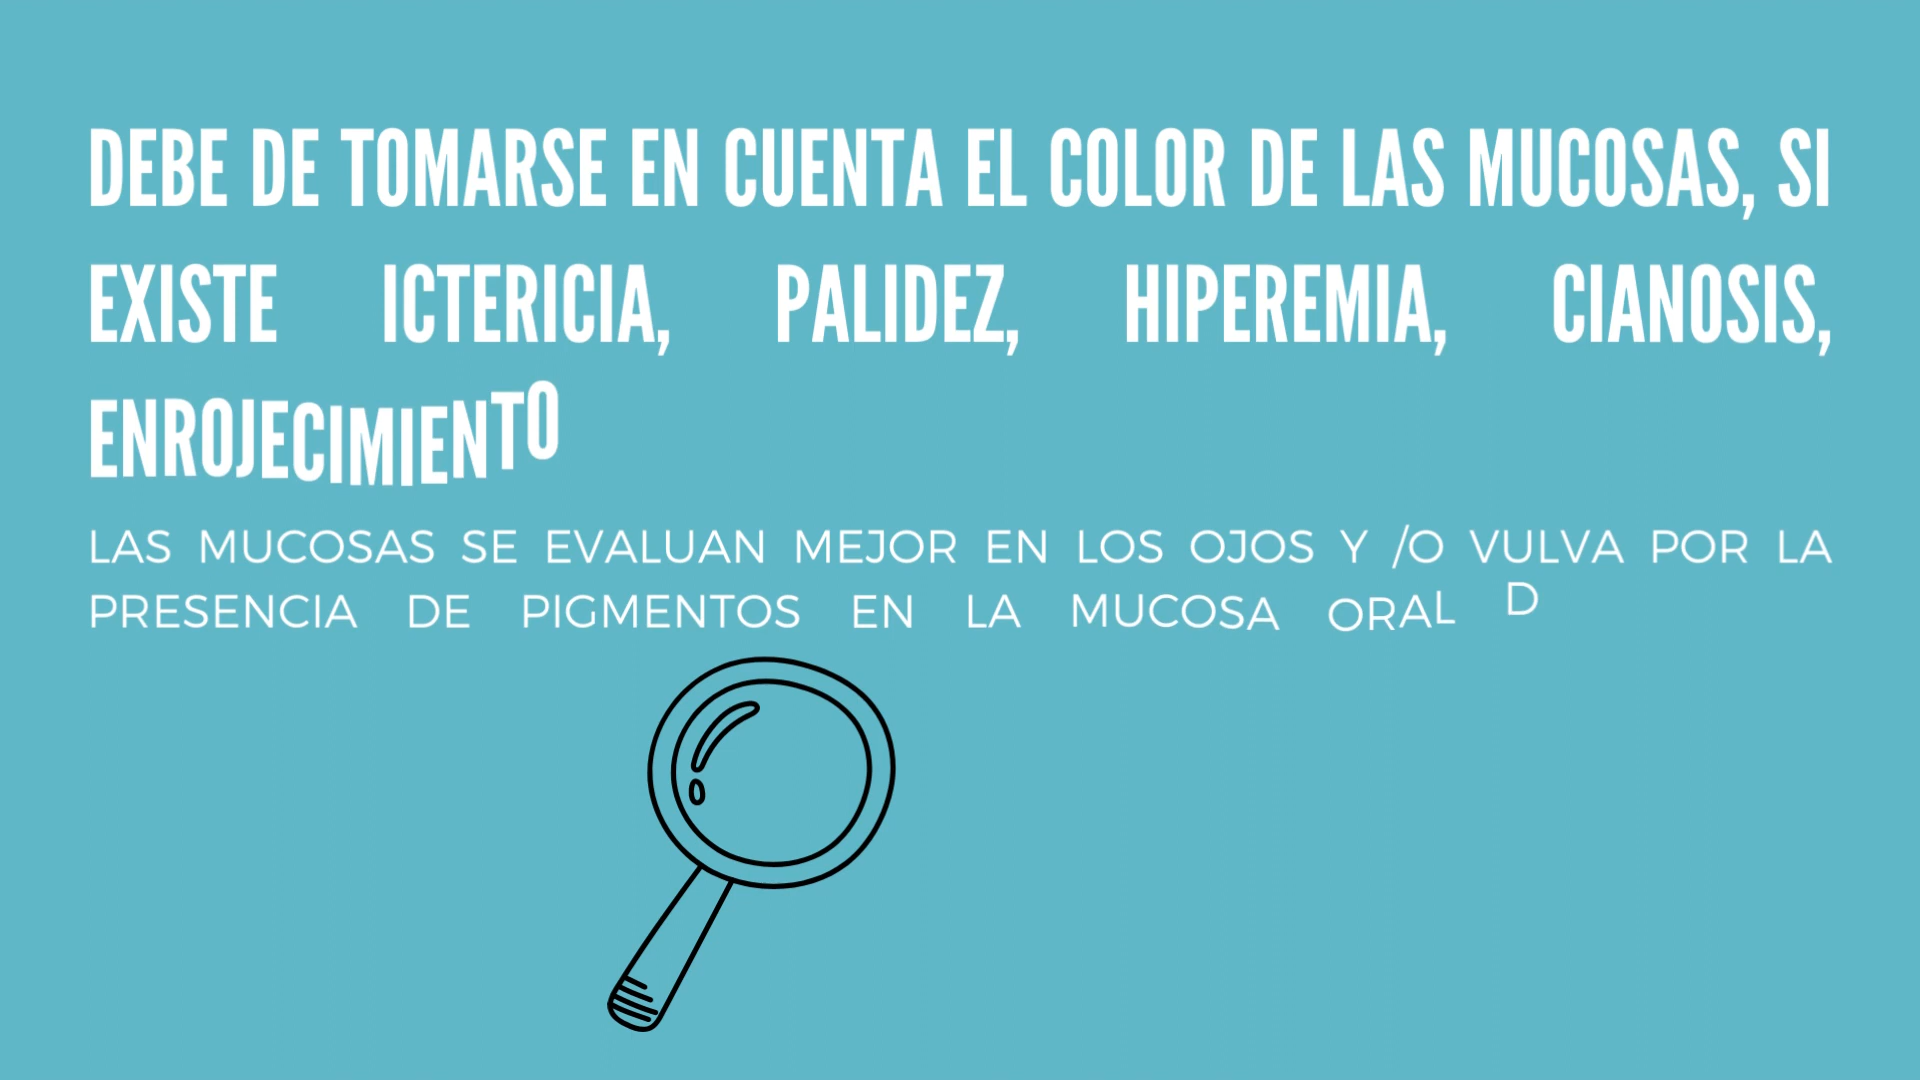 DEBE DE TOMARSE EN CUENTA EL COLOR DE LAS MUCOSAS, SI
EXISTE ICTERICIA, PALIDEZ, HIPEREMIA, CIANOSIS,
ENROJECIMIENTO
LAS MUCOSAS SE EVALUAN MEJOR EN LOS OJOS Y /O VULVA POR LA
PRESENCIA DE PIGMENTOS EN LA MUCOSA ORAL D